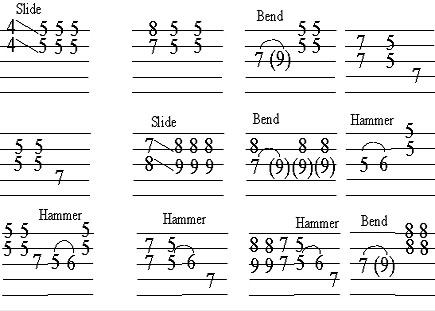 Slide
4 5 5 5
4 5 5 5
8 5 5
7 5 5
Bend
5 5
5 5
7 (9)
7 5
7 5
7
5 5
5 5
7
Slide
7 8 8 8
8 9 9 9
Bend
8 8 8
7 (9)(9)(9)
Hammer
5
5
5 6
Hammer
5 5 5
5 5 5
7 5 6
Hammer
7 5
7 5 6
7
Hammer
8 8 7 5
9 9 7 5 6
7
Bend
8 8
8 8
7 (9)